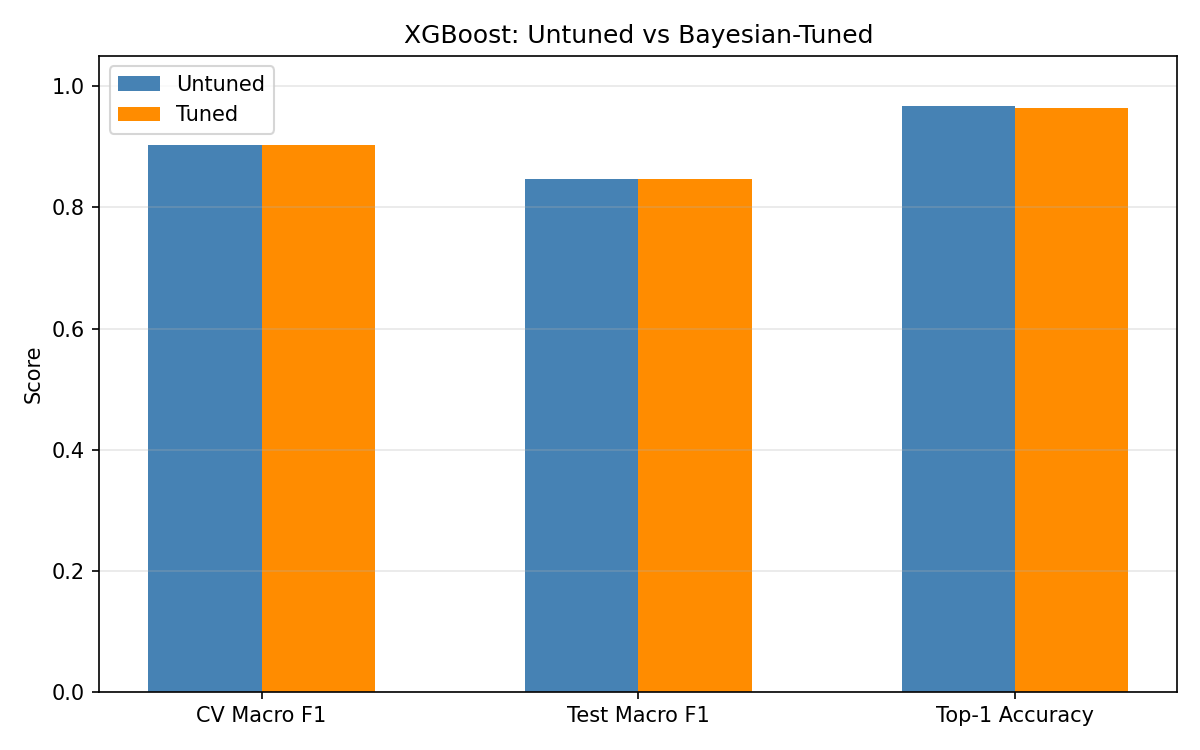 XGBoost: Untuned vs Bayesian-Tuned
Untuned
Tuned
Score
1.0
0.8
0.6
0.4
0.2
0.0
CV Macro F1
Test Macro F1
Top-1 Accuracy